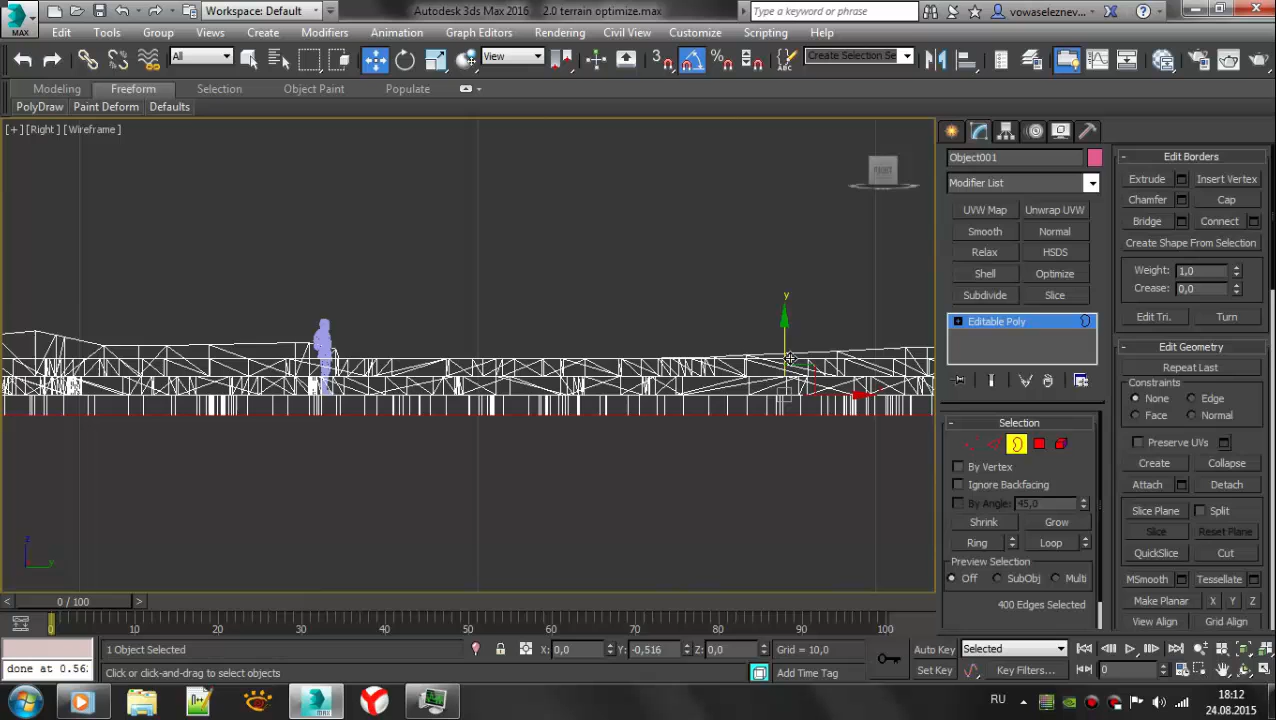 Workspace: Default
Autodesk 3ds Max 2016
2.0 terrain optimize.max
Type a keyword or phrase
vowaseleznev...
MAX
Edit
Tools
Group
Views
Create
Modifiers
Animation
Graph Editors
Rendering
Civil View
Customize
Scripting
Help
All
View
3
Create Selection Se
Modeling
Freeform
Selection
Object Paint
Populate
PolyDraw
Paint Deform
Defaults
[+] [Right] [Wireframe]
RIGHT
y
z
y
Object001
Modifier List
UVW Map
Unwrap UVW
Smooth
Normal
Relax
HSDS
Shell
Optimize
Subdivide
Slice
Editable Poly
Selection
By Vertex
Ignore Backfacing
By Angle:
45,0
Shrink
Grow
Ring
Loop
Preview Selection
Off
SubObj
Multi
400 Edges Selected
Edit Borders
Extrude
Insert Vertex
Chamfer
Cap
Bridge
Connect
Create Shape From Selection
Weight:
1,0
Crease:
0,0
Edit Tri.
Turn
Edit Geometry
Repeat Last
Constraints
None
Edge
Face
Normal
Preserve UVs
Create
Collapse
Attach
Detach
Slice Plane
Split
Slice
Reset Plane
QuickSlice
Cut
MSmooth
Tessellate
Make Planar
X
Y
Z
View Align
Grid Align
<
0 / 100
>
0
10
20
30
40
50
60
70
80
90
100
1 Object Selected
X:
0,0
Y:
-0,516
Z:
0,0
Grid = 10,0
Auto Key
Selected
done at 0.56
Click or click-and-drag to select objects
Add Time Tag
Set Key
Key Filters...
0
RU
18:12
24.08.2015